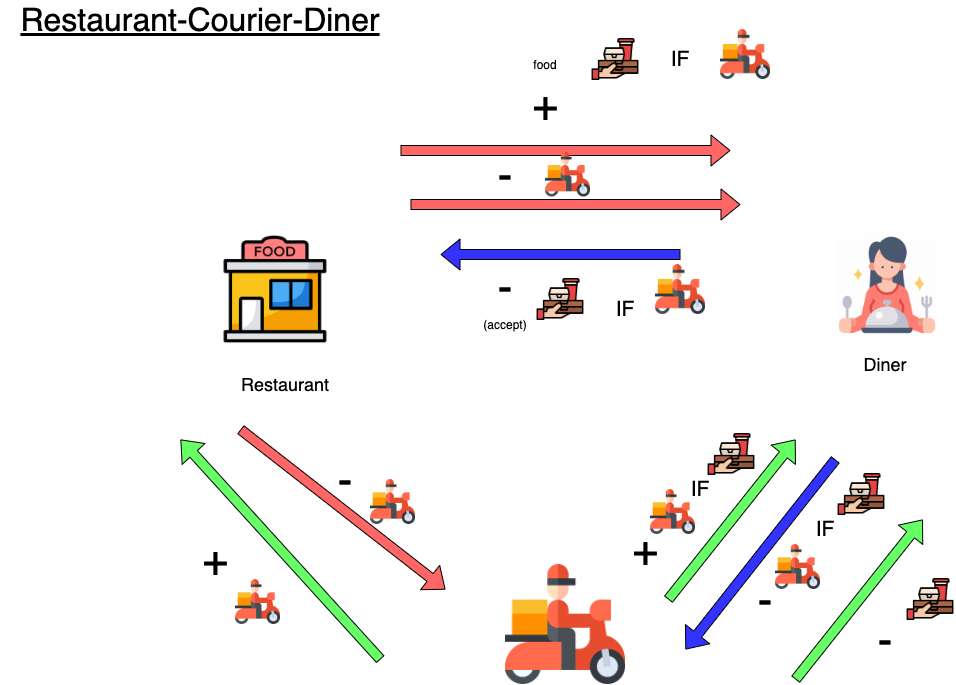 Restaurant-Courier-Diner
food
IF
+
-
-
(accept)
IF
FOOD
Restaurant
Diner
-
+
IF
+
IF
-
-